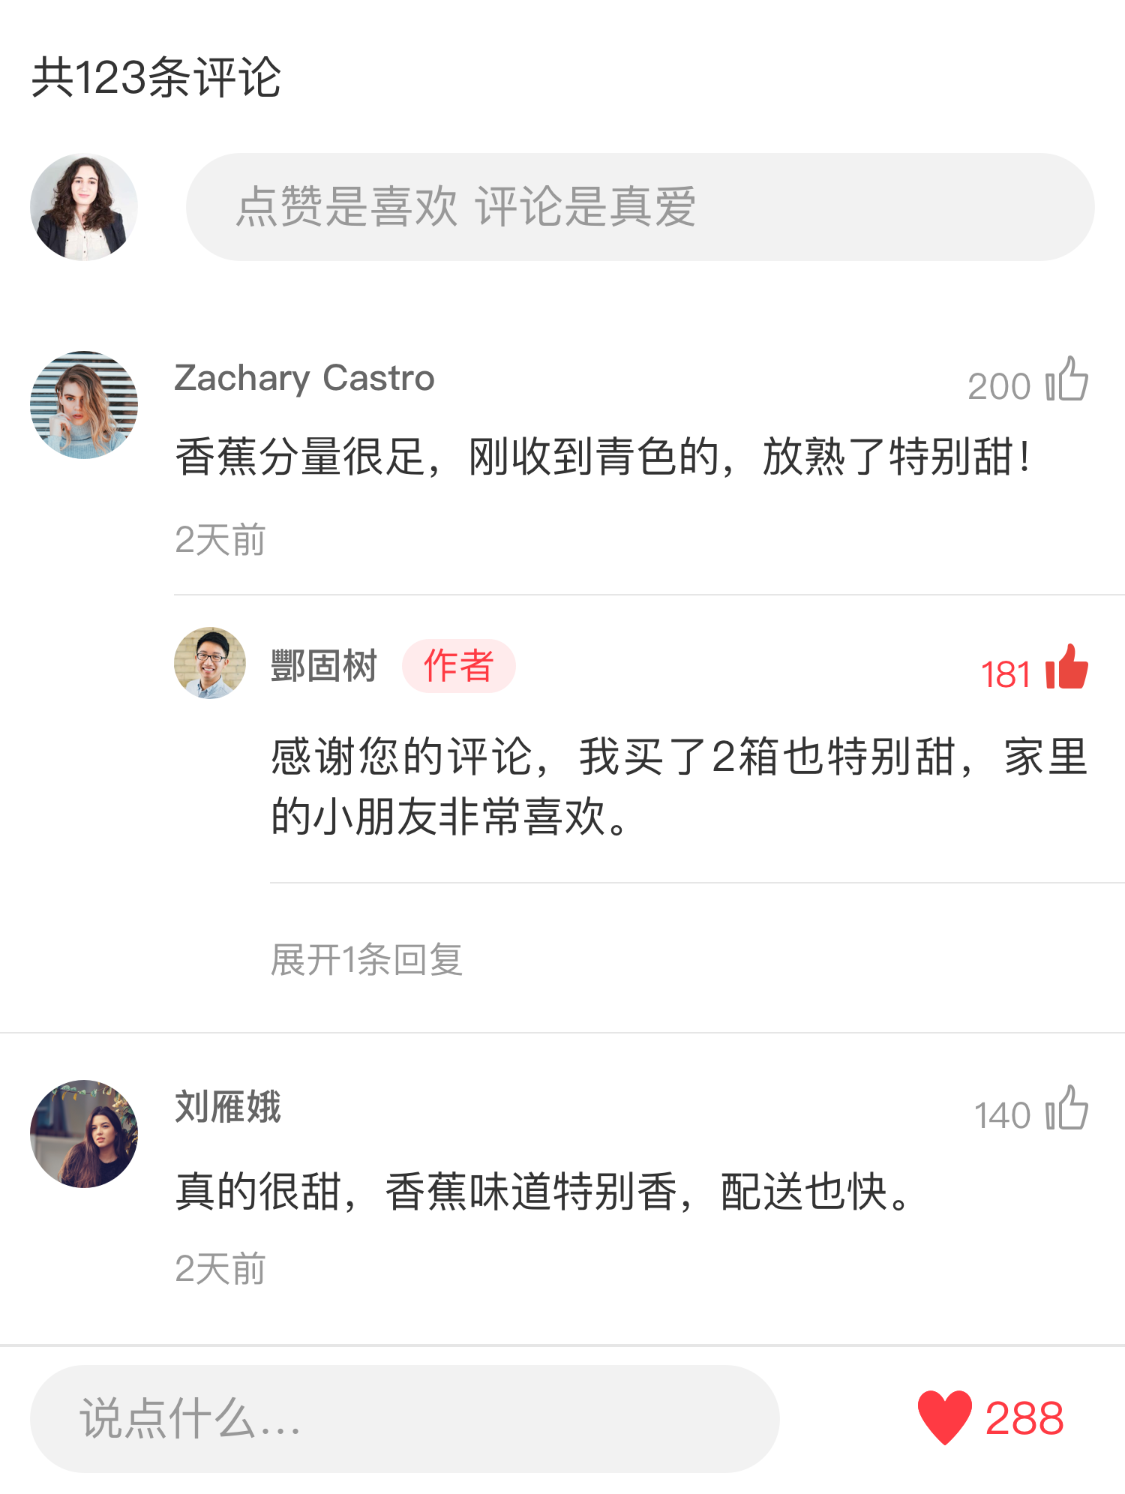 共123条评论
点赞是喜欢 评论是真爱
Zachary Castro
200
香蕉分量很足，刚收到青色的，放熟了特别甜！
2天前
酆固树 作者
181
感谢您的评论，我买了2箱也特别甜，家里
的小朋友非常喜欢。
展开1条回复
刘雁娥
140
真的很甜，香蕉味道特别香，配送也快。
2天前
说点什么...
288